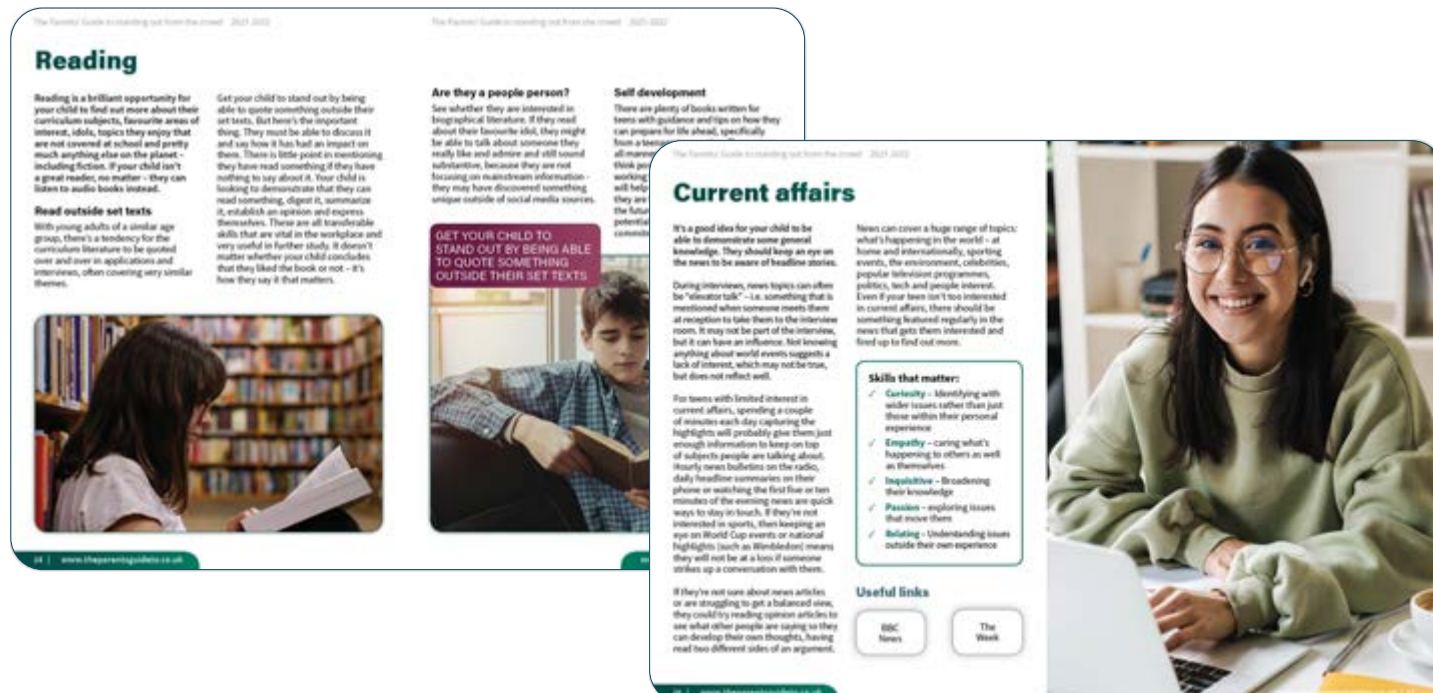 The Parents' Guide to standing out from the crowd 2021-2022
Reading
Reading is a brilliant opportunity for
your child to find out more about their
curriculum subjects, favourite areas of
interest, idols, topics they enjoy that
are not covered at school and pretty
much anything else on the planet –
including fiction. If your child isn't
a great reader, no matter – they can
listen to audio books instead.
Read outside set texts
With young adults of a similar age
group, there's a tendency for the
curriculum literature to be quoted
over and over in applications and
interviews, often covering very similar
themes.
Get your child to stand out by being
able to quote something outside their
set texts. But here's the important
thing. They must be able to discuss it
and say how it has had an impact on
them. There is little point in mentioning
they have read something if they have
nothing to say about it. Your child is
looking to demonstrate that they can
read something, digest it, summarize
it, establish an opinion and express
themselves. These are all transferable
skills that are vital in the workplace and
very useful in further study. It doesn't
matter whether your child concludes
that they liked the book or not – it's
how they say it that matters.
www.theparentsguideto.co.uk
The Parents' Guide to standing out from the crowd 2021-2022
Are they a people person?
See whether they are interested in
biographical literature. If they read
about their favourite idol, they might
be able to talk about someone they
really like and admire and still sound
substantive, because they are not
focusing on mainstream information -
they may have discovered something
unique outside of social media sources.
GET YOUR CHILD TO
STAND OUT BY BEING ABLE
TO QUOTE SOMETHING
OUTSIDE THEIR SET TEXTS
Self development
There are plenty of books written for
teens with guidance and tips on how they
can prepare for life ahead, specifically
from a
all
think
working
will help
they are
the
potential
The Parents' Guide to standing out from the crowd 2021-2022
Current affairs
It's a good idea for your child to be
able to demonstrate some general
knowledge. They should keep an eye on
the news to be aware of headline stories.
During interviews, news topics can often
be "elevator talk" – i.e. something that is
mentioned when someone meets them
at reception to take them to the interview
room. It may not be part of the interview,
but it can have an influence. Not knowing
anything about world events suggests a
lack of interest, which may not be true,
but does not reflect well.
For teens with limited interest in
current affairs, spending a couple
of minutes each day capturing the
highlights will probably give them just
enough information to keep on top
of subjects people are talking about.
Hourly news bulletins on the radio,
daily headline summaries on their
phone or watching the first five or ten
minutes of the evening news are quick
ways to stay in touch. If they're not
interested in sports, then keeping an
eye on World Cup events or national
highlights (such as Wimbledon) means
they will not be at a loss if someone
strikes up a conversation with them.
If they're not sure about news articles
or are struggling to get a balanced view,
they could try reading opinion articles to
see what other people are saying so they
can develop their own thoughts, having
read two different sides of an argument.
News can cover a huge range of topics:
what's happening in the world – at
home and internationally, sporting
events, the environment, celebrities,
popular television programmes,
politics, tech and people interest.
Even if your teen isn't too interested
in current affairs, there should be
something featured regularly in the
news that gets them interested and
fired up to find out more.
Skills that matter:
✓ Curiosity – Identifying with
wider issues rather than just
those within their personal
experience
✓ Empathy – caring what's
happening to others as well
as themselves
✓ Inquisitive – Broadening
their knowledge
✓ Passion – exploring issues
that move them
✓ Relating – Understanding issues
outside their own experience
Useful links
BBC
News
The
Week
www.theparentsguideto.co.uk